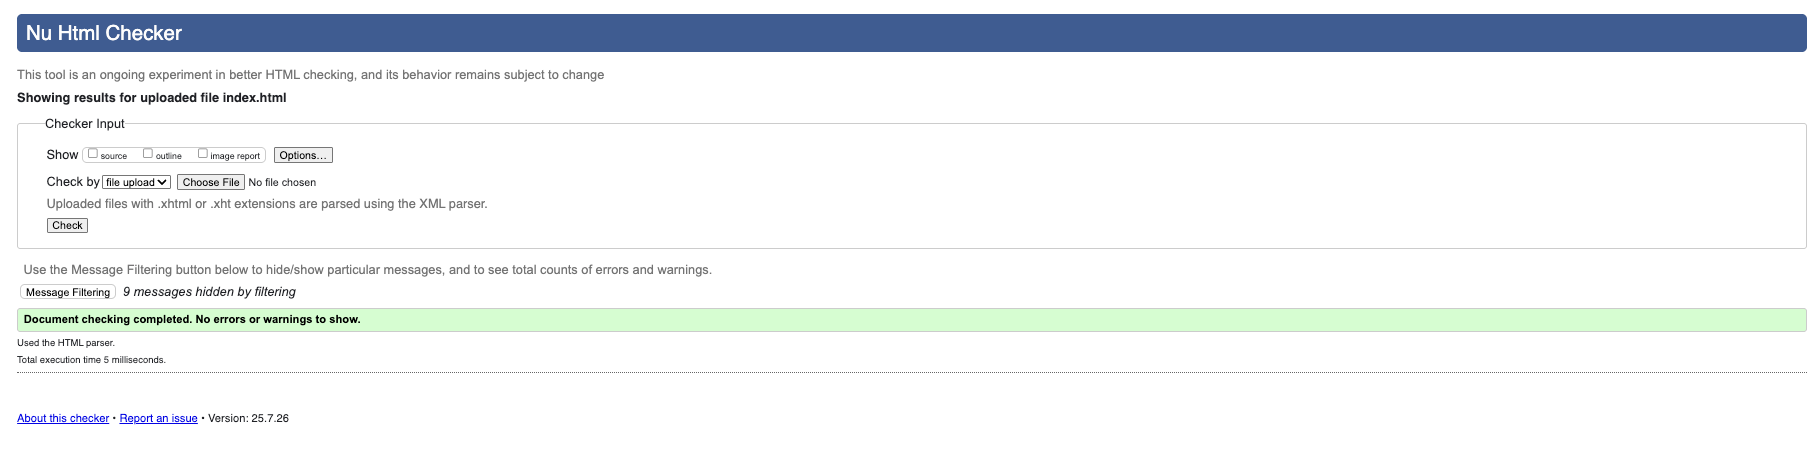 Nu Html Checker
This tool is an ongoing experiment in better HTML checking, and its behavior remains subject to change
Showing results for uploaded file index.html
Checker Input
Show source outline image report Options...
Check by file upload Choose File No file chosen
Uploaded files with .xhtml or .xht extensions are parsed using the XML parser.
Check
Use the Message Filtering button below to hide/show particular messages, and to see total counts of errors and warnings.
Message Filtering 9 messages hidden by filtering
Document checking completed. No errors or warnings to show.
Used the HTML parser.
Total execution time 5 milliseconds.
About this checker • Report an issue • Version: 25.7.26